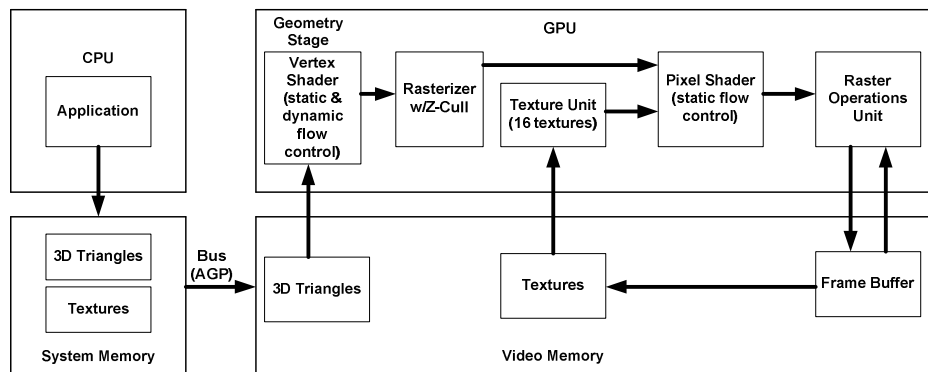 CPU
Application
Geometry
Stage
GPU
Vertex
Shader
(static &
dynamic
flow
control)
Rasterizer
w/Z-Cull
Texture Unit
(16 textures)
Pixel Shader
(static flow
control)
Raster
Operations
Unit
3D Triangles
Textures
System Memory
Bus
(AGP)
3D Triangles
Textures
Frame Buffer
Video Memory